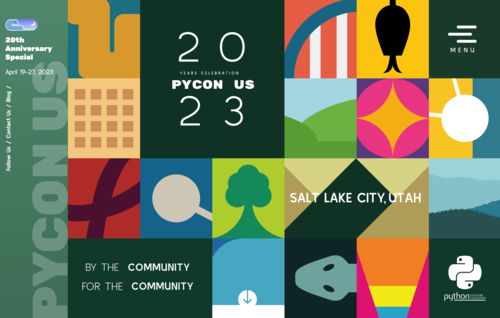 20th
Anniversary
Special
April 19-27, 2023
Follow Us / Contact Us / Blog /
PYCON US
20
YEARS CELEBRATION
PYCON US
23
MENU
SALT LAKE CITY, UTAH
BY THE COMMUNITY
FOR THE COMMUNITY
python